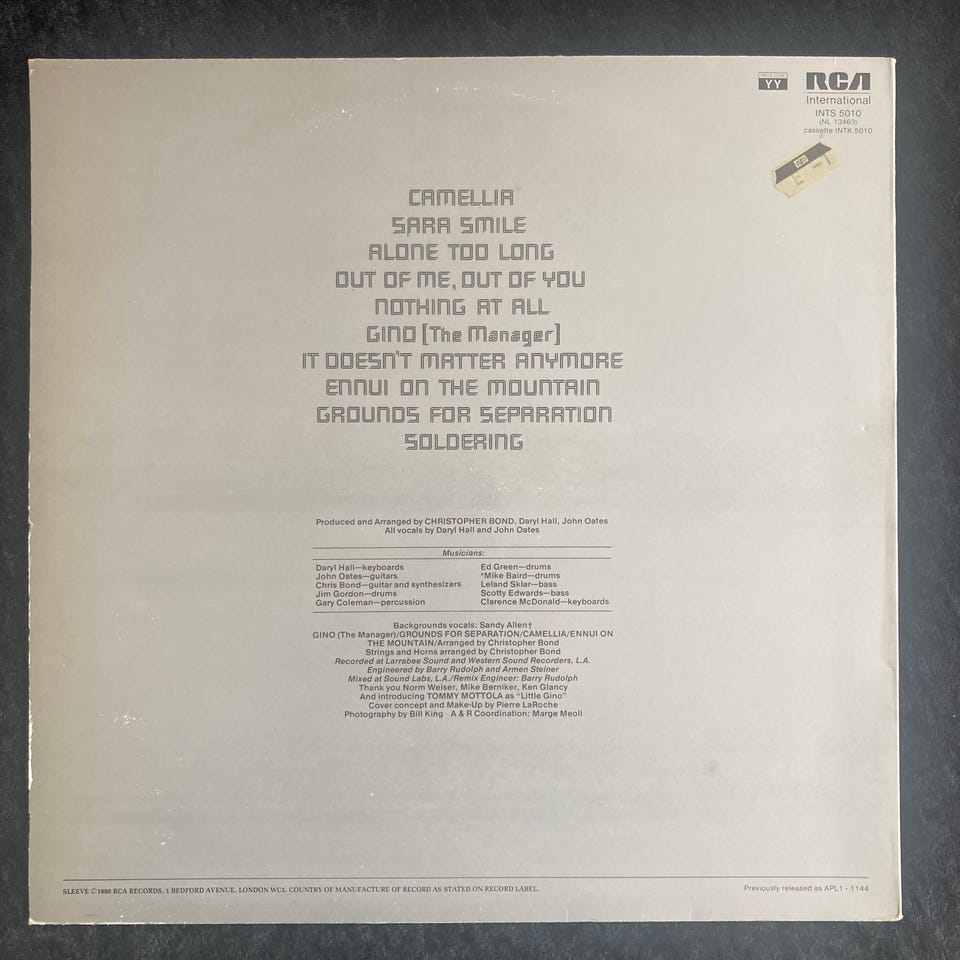 YY
RCA
International
INTS 5010
(NL 13463)
cassette INTK 5010
CAMELLIA
SARA SMILE
ALONE TOO LONG
OUT OF ME, OUT OF YOU
NOTHING AT ALL
GINO [The Manager]
IT DOESN'T MATTER ANYMORE
ENNUI ON THE MOUNTAIN
GROUNDS FOR SEPARATION
SOLDERING
Produced and Arranged by CHRISTOPHER BOND, Daryl Hall, John Oates
All vocals by Daryl Hall and John Oates
Musicians:
Daryl Hall—keyboards
John Oates—guitars
Chris Bond—guitar and synthesizers
Jim Gordon—drums
Gary Coleman—percussion
Ed Green—drums
*Mike Baird—drums
Leland Sklar—bass
Scotty Edwards—bass
Clarence McDonald—keyboards
Backgrounds vocals: Sandy Allen†
GINO (The Manager)/GROUNDS FOR SEPARATION/CAMELLIA/ENNUI ON
THE MOUNTAIN/Arranged by Christopher Bond
Strings and Horns arranged by Christopher Bond
Recorded at Larrabee Sound and Western Sound Recorders, L.A.
Engineered by Barry Rudolph and Armen Steiner
Mixed at Sound Labs, L.A./Remix Engineer: Barry Rudolph
Thank you Norm Weiser, Mike Berniker, Ken Glancy
And introducing TOMMY MOTTOLA as "Little Gino"
Cover concept and Make-Up by Pierre LaRoche
Photography by Bill King A & R Coordination: Marge Meoli
SLEEVE ©1980 RCA RECORDS, 1 BEDFORD AVENUE, LONDON WC1. COUNTRY OF MANUFACTURE OF RECORD AS STATED ON RECORD LABEL.
Previously released as APL1 - 1144